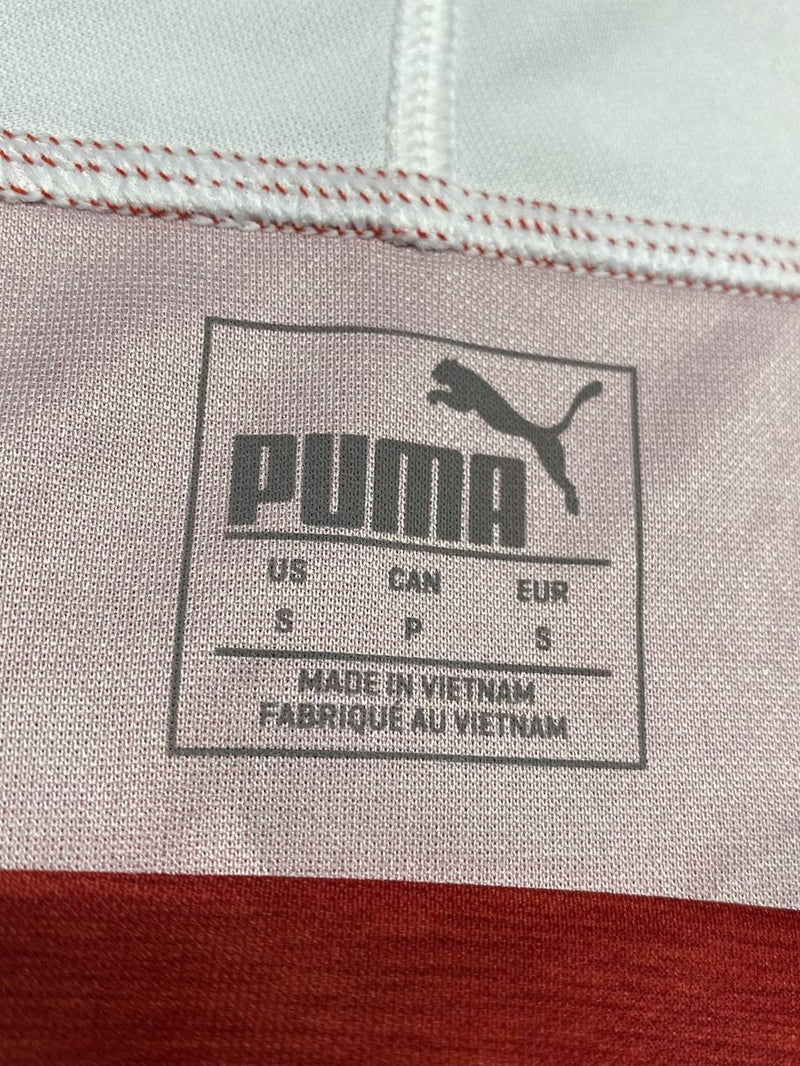 PUMA
US CAN EUR
S P S
MADE IN VIETNAM
FABRIQUÉ AU VIETNAM